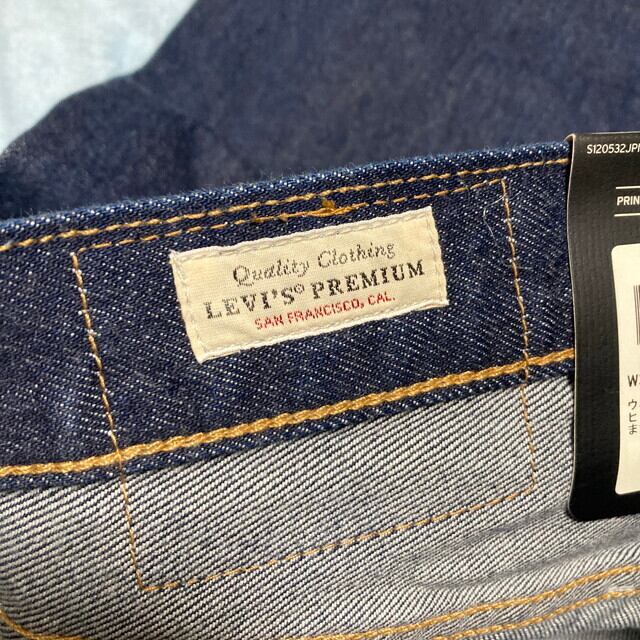 Quality Clothing
LEVI'S® PREMIUM
SAN FRANCISCO, CAL.
S120532JP
PRIN
W
ウ
ヒ
ま